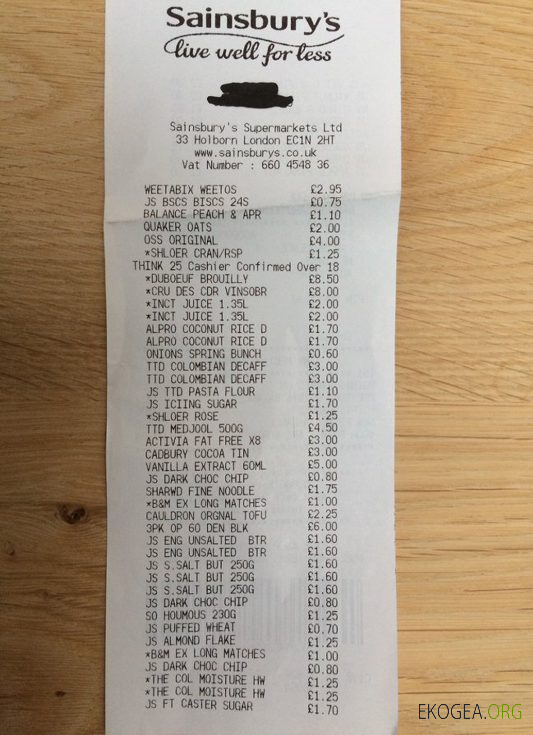 Sainsbury's
live well for less
Sainsbury's Supermarkets Ltd
33 Holborn London EC1N 2HT
www.sainsburys.co.uk
Vat Number : 660 4548 36
WEETABIX WEETOS £2.95
JS BSCS BISCS 24S £0.75
BALANCE PEACH & APR £1.10
QUAKER OATS £2.00
OSS ORIGINAL £4.00
*SHLOER CRAN/RSP £1.25
THINK 25 Cashier Confirmed Over 18
*DUBOEUF BROUILLY £8.50
*CRU DES CDR VINSOBR £8.00
*INCT JUICE 1.35L £2.00
*INCT JUICE 1.35L £2.00
ALPRO COCONUT RICE D £1.70
ALPRO COCONUT RICE D £1.70
ONIONS SPRING BUNCH £0.60
TTD COLOMBIAN DECAFF £3.00
TTD COLOMBIAN DECAFF £3.00
JS TTD PASTA FLOUR £1.10
JS ICIING SUGAR £1.70
*SHLOER ROSE £1.25
TTD MEDJOOL 500G £4.50
ACTIVIA FAT FREE X8 £3.00
CADBURY COCOA TIN £3.00
VANILLA EXTRACT 60ML £5.00
JS DARK CHOC CHIP £0.80
SHARWD FINE NOODLE £1.75
*B&M EX LONG MATCHES £1.00
CAULDRON ORGNAL TOFU £2.25
3PK OP 60 DEN BLK £6.00
JS ENG UNSALTED BTR £1.60
JS ENG UNSALTED BTR £1.60
JS S.SALT BUT 250G £1.60
JS S.SALT BUT 250G £1.60
JS S.SALT BUT 250G £1.60
JS DARK CHOC CHIP £0.80
SO HOUMOUS 230G £1.25
JS PUFFED WHEAT £0.70
JS ALMOND FLAKE £1.25
*B&M EX LONG MATCHES £1.00
JS DARK CHOC CHIP £0.80
*THE COL MOISTURE HW £1.25
*THE COL MOISTURE HW £1.25
JS FT CASTER SUGAR £1.70
EKOGEA.ORG